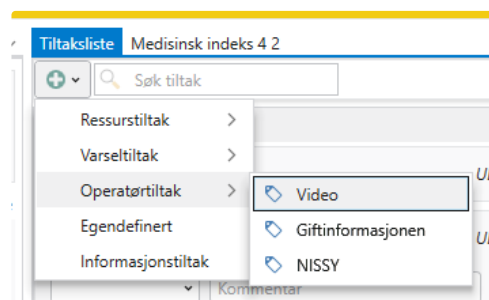 Tiltaksliste Medisinsk indeks 4 2
Søk tiltak
Ressurstiltak
Varseltiltak
Operatørtiltak
Egendefinert
Informasjonstiltak
Video
Giftinformasjonen
NISSY
Kommentar